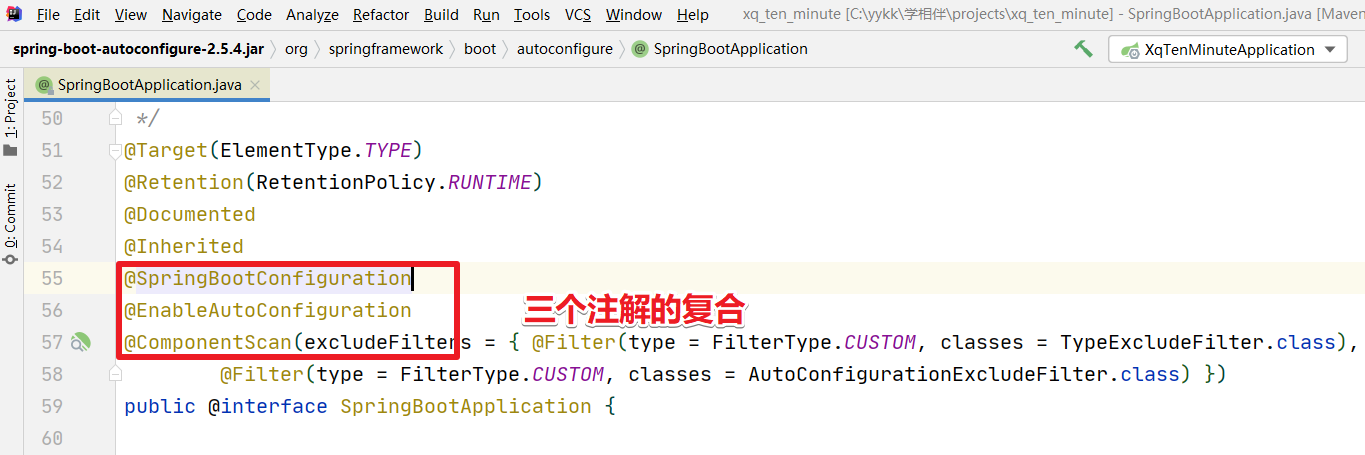 File Edit View Navigate Code Analyze Refactor Build Run Tools VCS Window Help xq_ten_minute [C:\yykk\学相伴\projects\xq_ten_minute] - SpringBootApplication.java [Maven
spring-boot-autoconfigure-2.5.4.jar org springframework boot autoconfigure @ SpringBootApplication XqTenMinuteApplication
1: Project
0: Commit
@ SpringBootApplication.java ×
50 */
51 @Target(ElementType.TYPE)
52 @Retention(RetentionPolicy.RUNTIME)
53 @Documented
54 @Inherited
55 @SpringBootConfiguration
56 @EnableAutoConfiguration
三个注解的复合
57 @ComponentScan(excludeFilters = { @Filter(type = FilterType.CUSTOM, classes = TypeExcludeFilter.class),
58 @Filter(type = FilterType.CUSTOM, classes = AutoConfigurationExcludeFilter.class) })
59 public @interface SpringBootApplication {
60